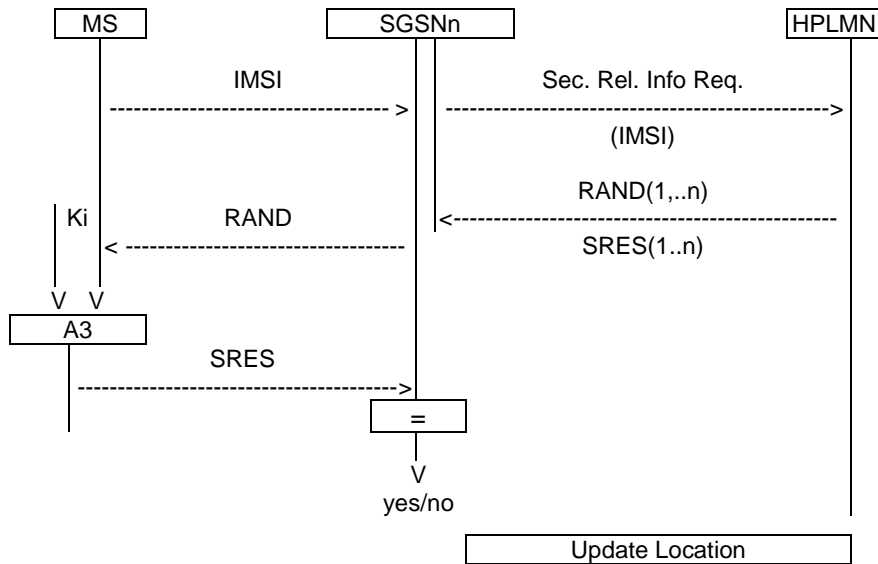 MS SGSNn HPLMN
IMSI Sec. Rel. Info Req.
--------------------------------------- > ------------------------------------------------------- >
(IMSI)
RAND(1,..n)
Ki RAND <------------------------------------------------------
< --------------------------------------- SRES(1..n)
V V
A3
SRES
---------------------------------------------->
=
V
yes/no
Update Location